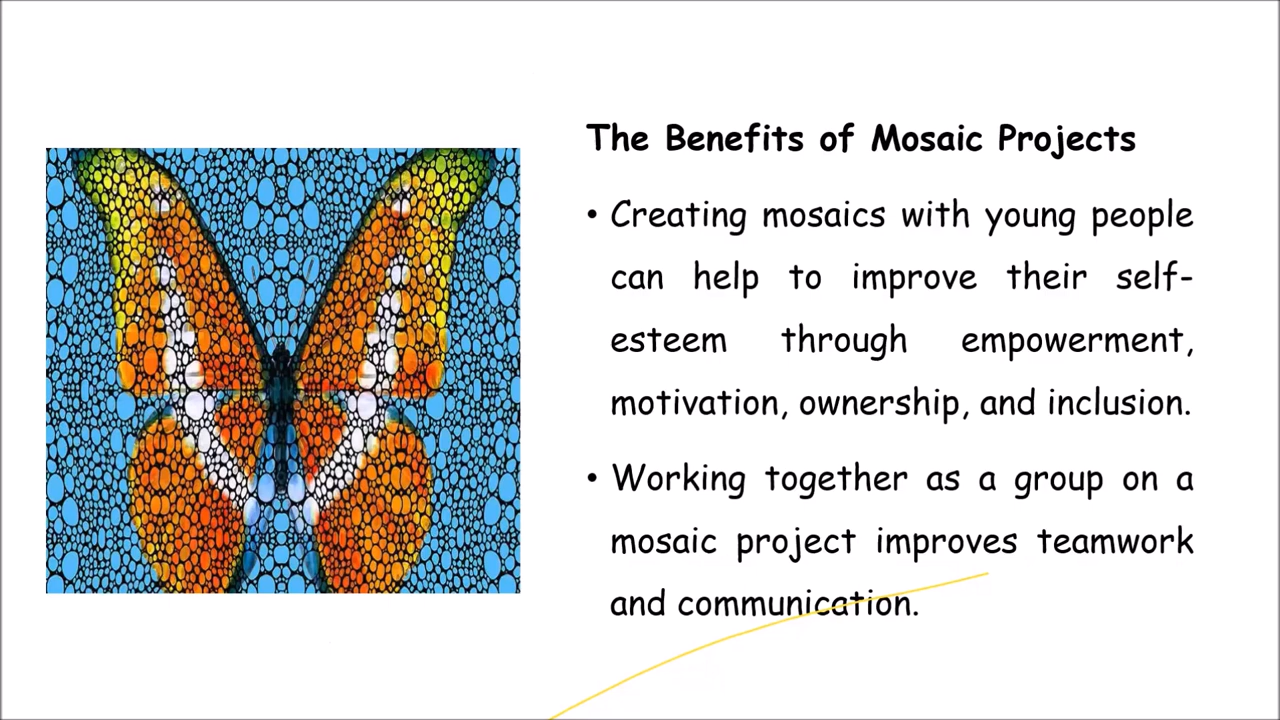 The Benefits of Mosaic Projects
• Creating mosaics with young people
can help to improve their self-
esteem through empowerment,
motivation, ownership, and inclusion.
• Working together as a group on a
mosaic project improves teamwork
and communication.